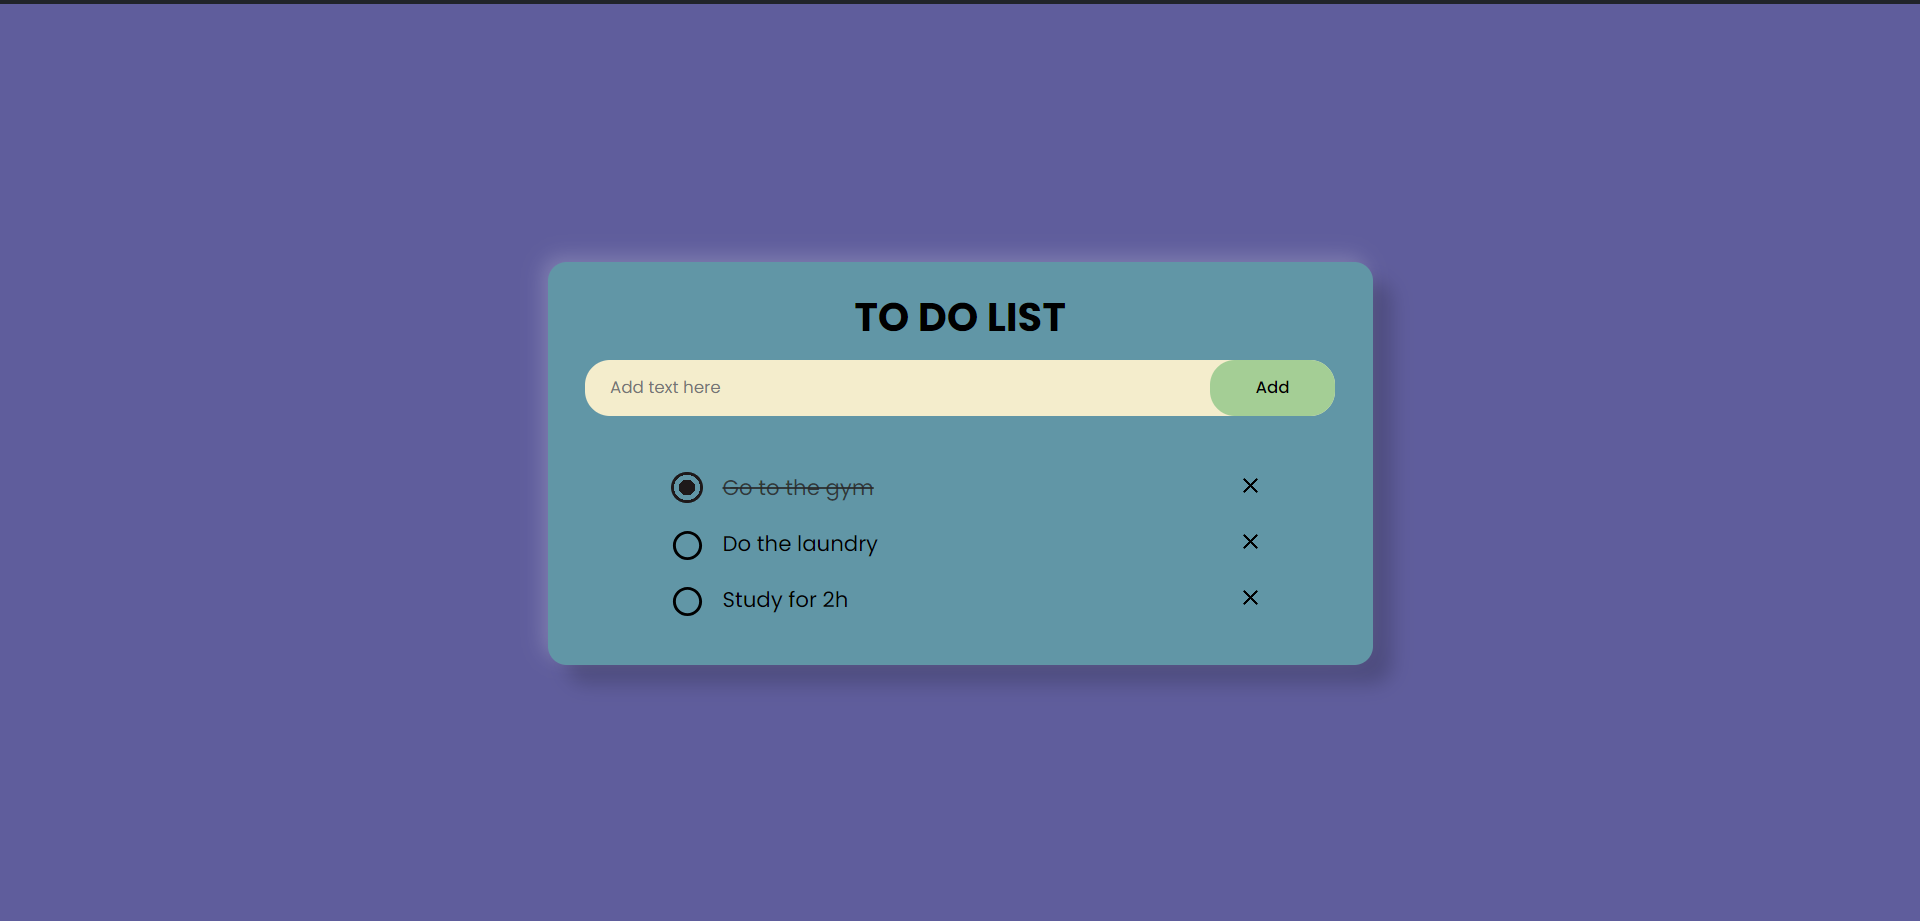 TO DO LIST
Add text here
Add
Go to the gym
Do the laundry
Study for 2h